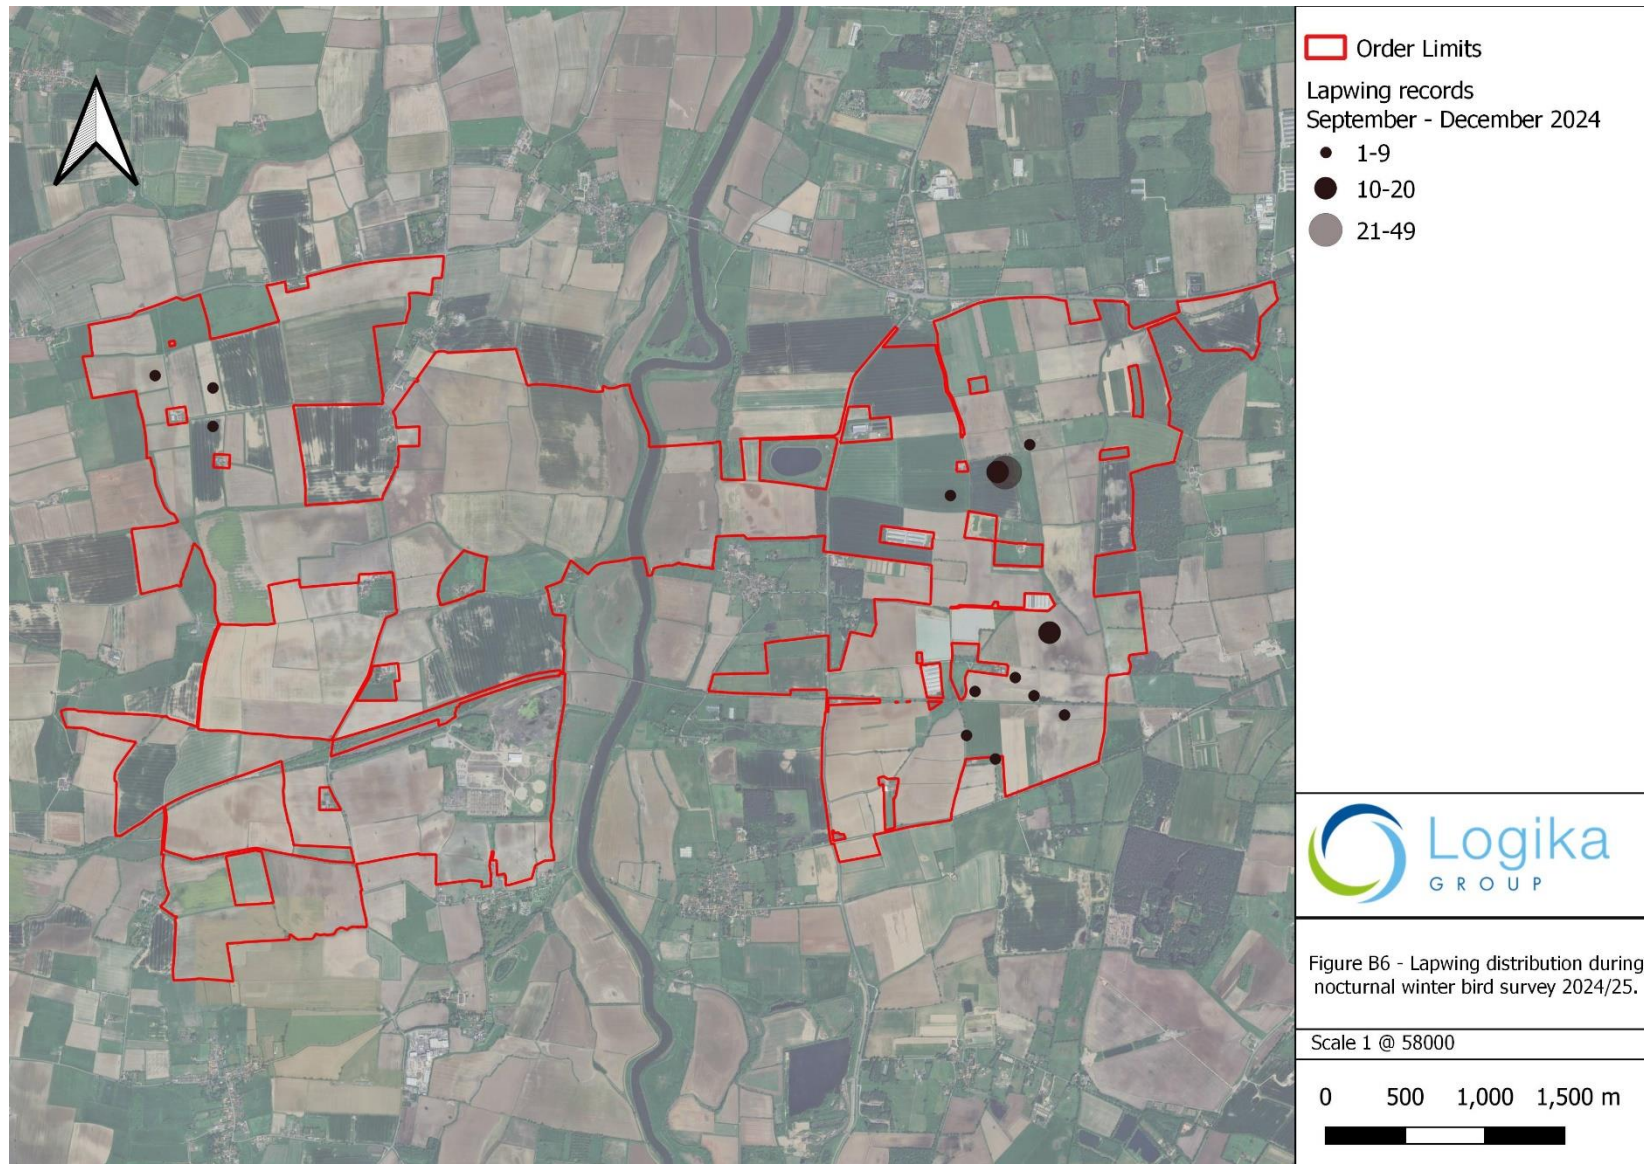 Order Limits
Lapwing records
September - December 2024
1-9
10-20
21-49
Logika
GROUP
Figure B6 - Lapwing distribution during
nocturnal winter bird survey 2024/25.
Scale 1 @ 58000
0 500 1,000 1,500 m